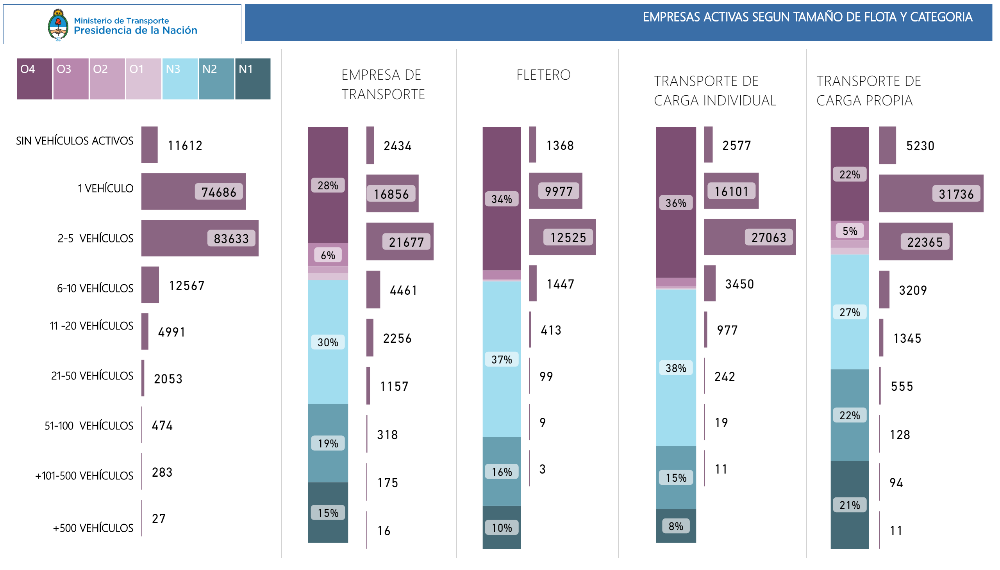 Ministerio de Transporte
Presidencia de la Nación
EMPRESAS ACTIVAS SEGUN TAMAÑO DE FLOTA Y CATEGORIA
O4 O3 O2 O1 N3 N2 N1
SIN VEHÍCULOS ACTIVOS 11612
1 VEHÍCULO 74686
2-5 VEHÍCULOS 83633
6-10 VEHÍCULOS 12567
11 -20 VEHÍCULOS 4991
21-50 VEHÍCULOS 2053
51-100 VEHÍCULOS 474
+101-500 VEHÍCULOS 283
+500 VEHÍCULOS 27
EMPRESA DE
TRANSPORTE
28%
6%
30%
19%
15%
2434
16856
21677
4461
2256
1157
318
175
16
FLETERO
34%
37%
16%
10%
1368
9977
12525
1447
413
99
9
3
TRANSPORTE DE
CARGA INDIVIDUAL
36%
38%
15%
8%
2577
16101
27063
3450
977
242
19
11
TRANSPORTE DE
CARGA PROPIA
22%
5%
27%
22%
21%
5230
31736
22365
3209
1345
555
128
94
11